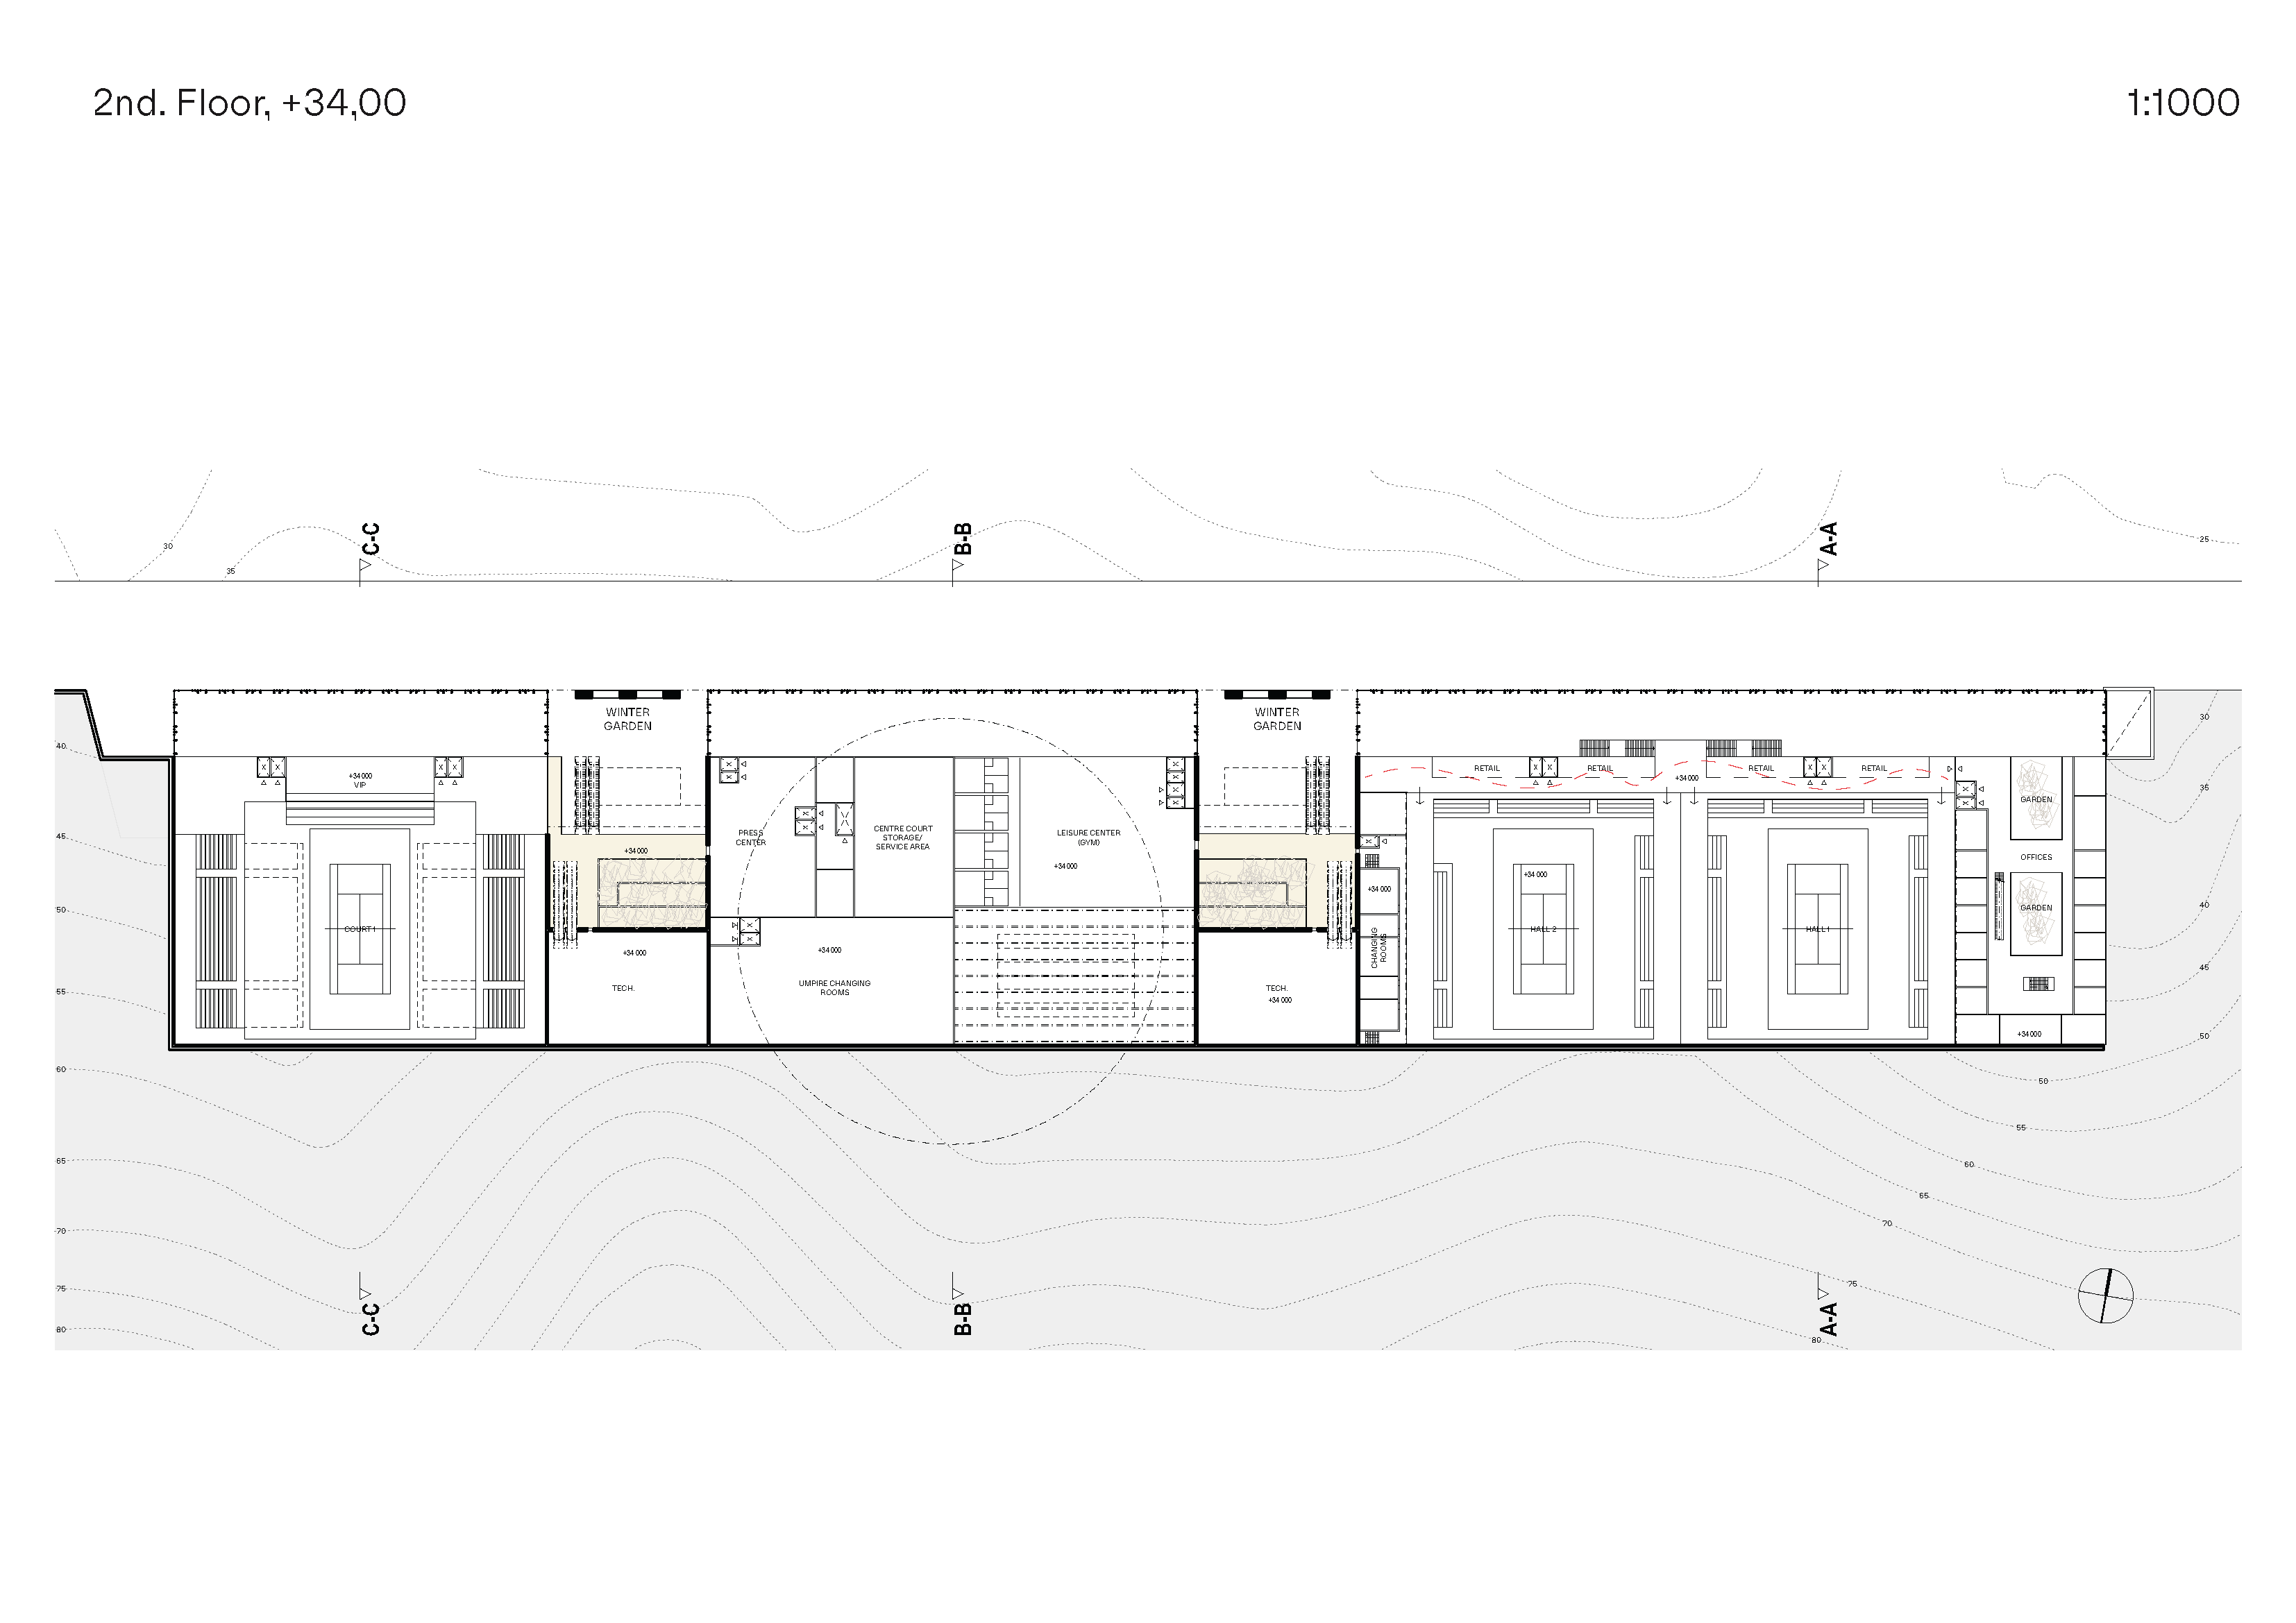 2nd. Floor, +34,00
1:1000
C-C
B-B
A-A
30
35
25
WINTER
GARDEN
WINTER
GARDEN
30
40
+34 000
VIP
RETAIL
RETAIL
+34 000
RETAIL
RETAIL
35
GARDEN
45
PRESS
CENTER
CENTRE COURT
STORAGE/
SERVICE AREA
LEISURE CENTER
(GYM)
+34 000
+34 000
OFFICES
+34 000
+34 000
50
40
GARDEN
COURT 1
HALL 2
HALL 1
CHANGING
ROOMS
+34 000
+34 000
45
TECH.
UMPIRE CHANGING
ROOMS
TECH.
+34 000
55
+34 000
50
60
50
55
65
60
65
70
70
75
75
80
C-C
B-B
A-A
80